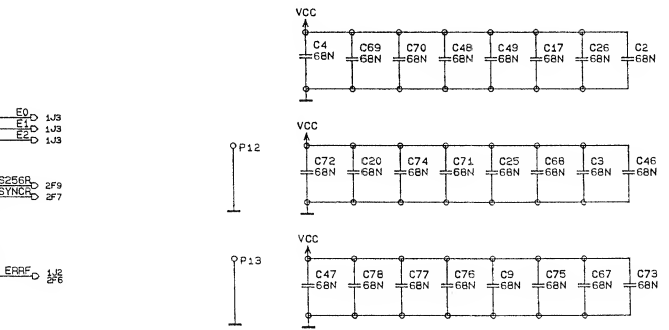 VCC
C4 C69 C70 C48 C49 C17 C26 C2
68N 68N 68N 68N 68N 68N 68N 68N
E0 1J3
E1 1J3
E2 1J3
VCC
P12
C72 C20 C74 C71 C25 C68 C3 C46
68N 68N 68N 68N 68N 68N 68N 68N
S256R 2F9
SYNCR 2F7
VCC
P13
ERRF 1J2
2F6
C47 C78 C77 C76 C9 C75 C67 C73
68N 68N 68N 68N 68N 68N 68N 68N